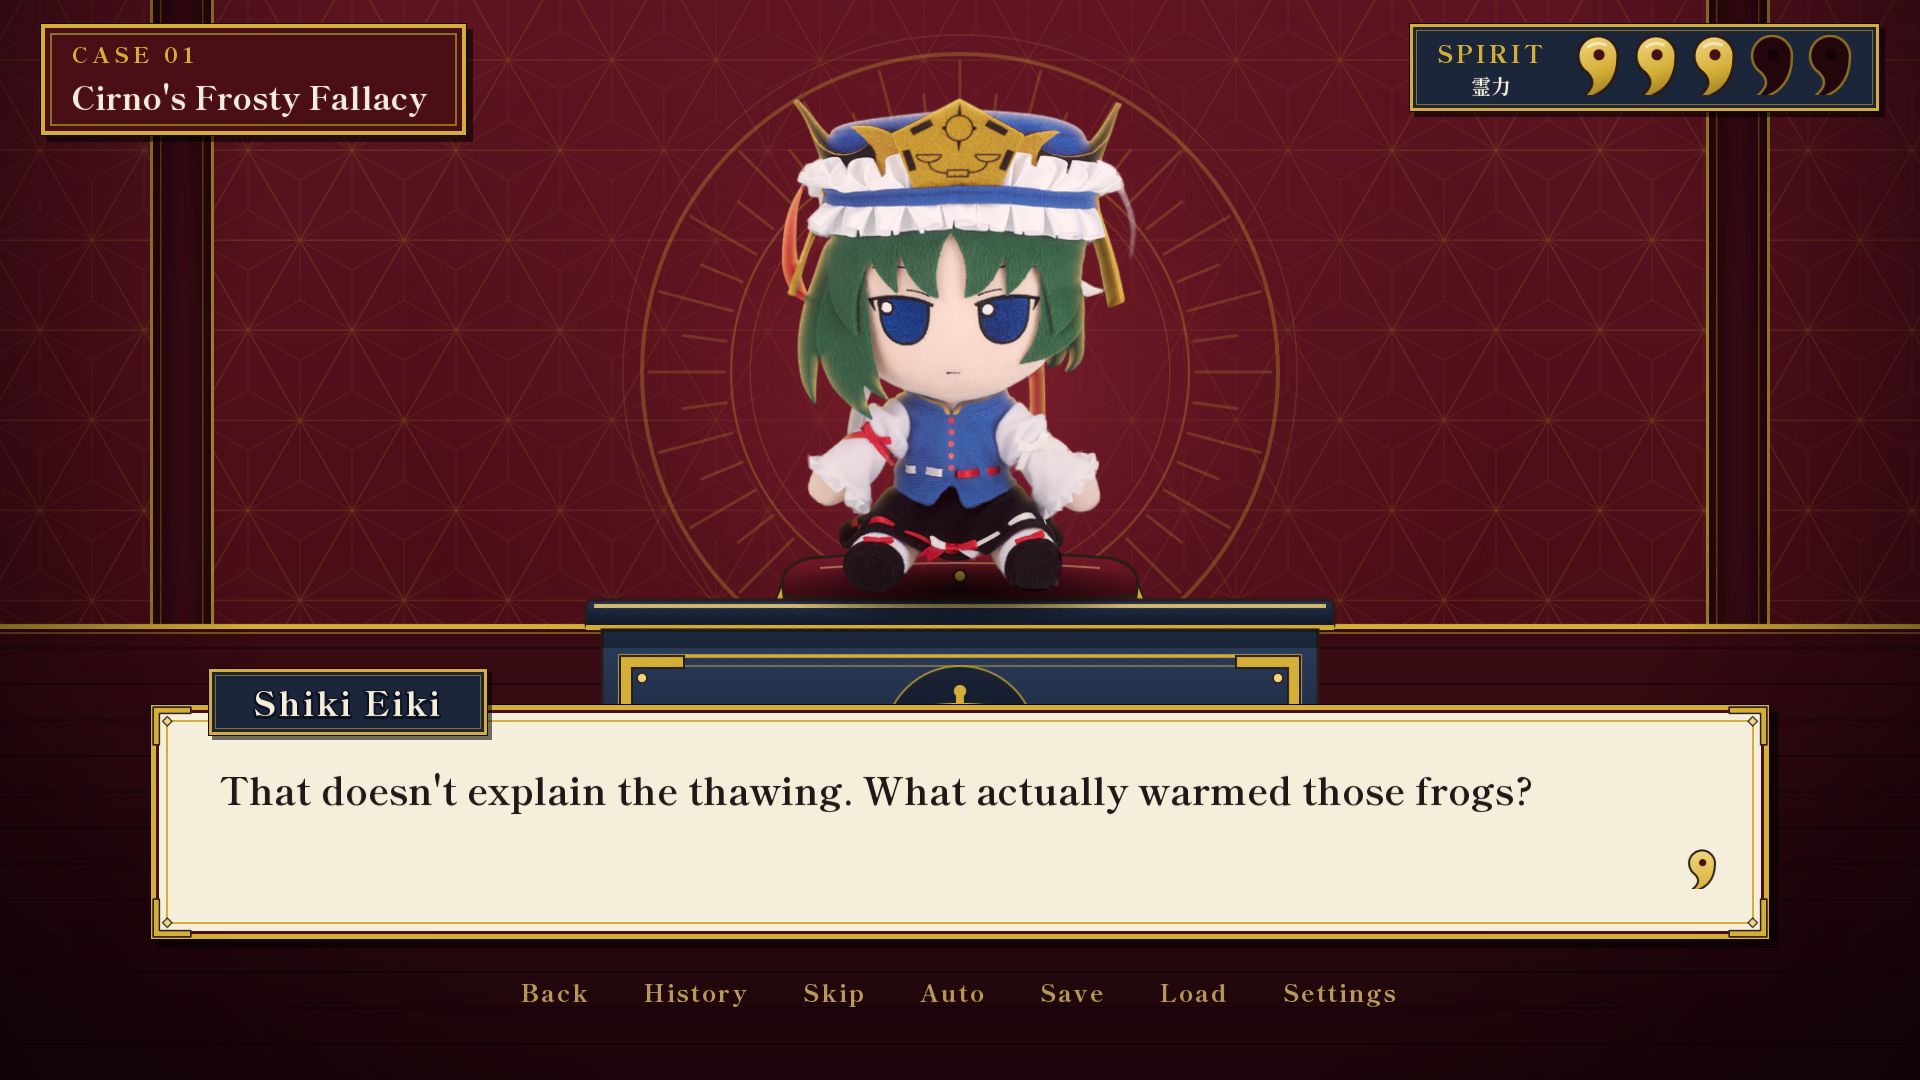 CASE 01
Cirno's Frosty Fallacy
SPIRIT
霊力
Shiki Eiki
That doesn't explain the thawing. What actually warmed those frogs?
Back History Skip Auto Save Load Settings